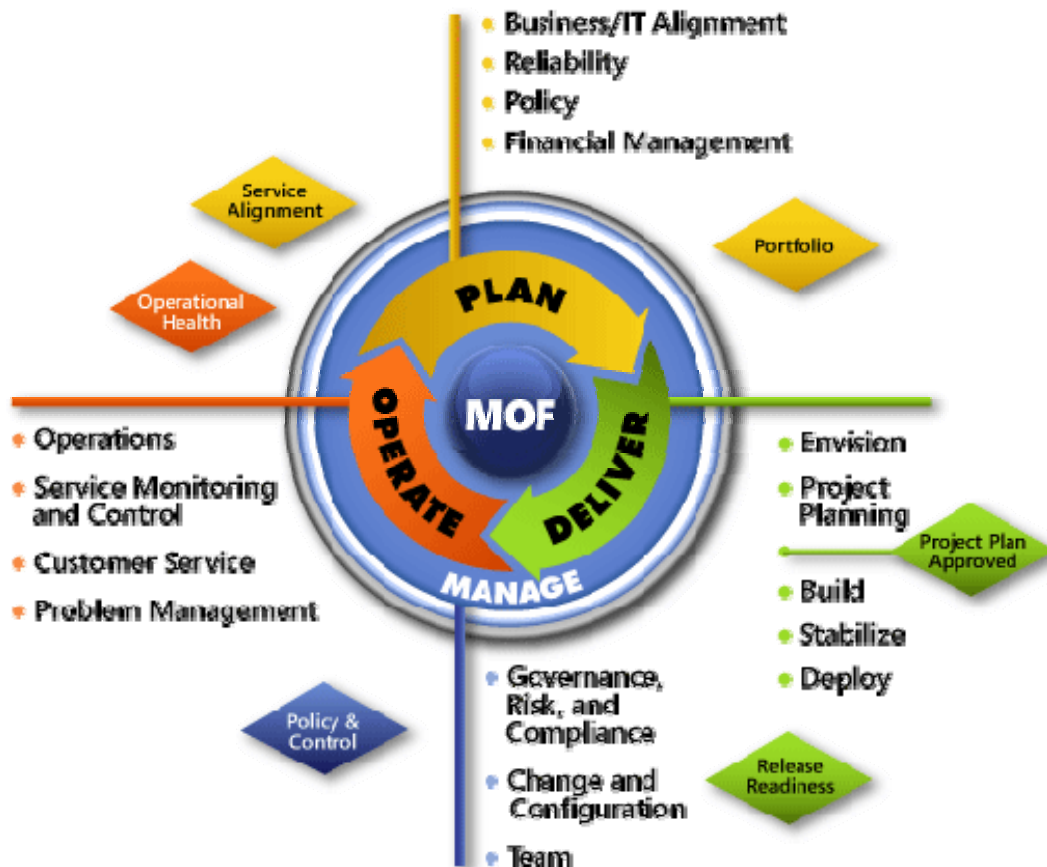 Business/IT Alignment
Reliability
Policy
Financial Management
Service
Alignment
Portfolio
Operational
Health
PLAN
MOF
OPERATE
DELIVER
MANAGE
Operations
Service Monitoring
and Control
Customer Service
Problem Management
Envision
Project
Planning
Project Plan
Approved
Build
Stabilize
Deploy
Policy &
Control
Governance,
Risk, and
Compliance
Change and
Configuration
Team
Release
Readiness